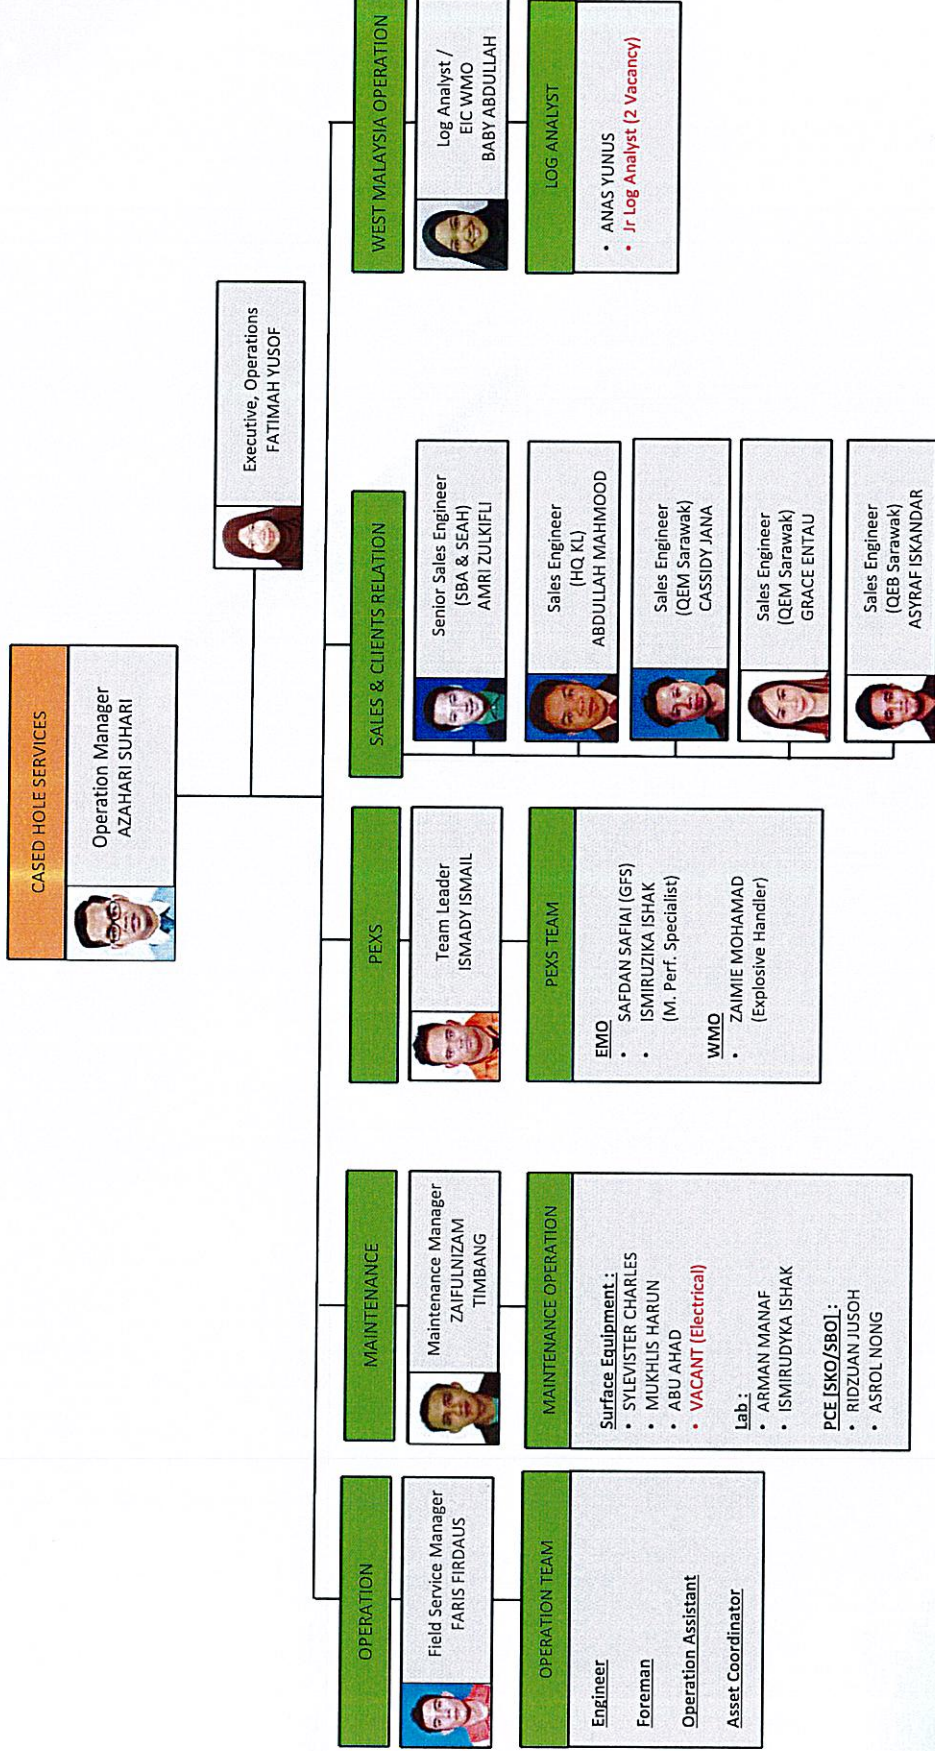 CASED HOLE SERVICES
Operation Manager
AZAHARI SUHARI
Executive, Operations
FATIMAH YUSOF
OPERATION
Field Service Manager
FARIS FIRDAUS
OPERATION TEAM
Engineer
Foreman
Operation Assistant
Asset Coordinator
MAINTENANCE
Maintenance Manager
ZAIFULNIZAM
TIMBANG
MAINTENANCE OPERATION
Surface Equipment :
• SYLEVISTER CHARLES
• MUKHLIS HARUN
• ABU AHAD
• VACANT (Electrical)
Lab :
• ARMAN MANAF
• ISMIRUDYKA ISHAK
PCE [SKO/SBO] :
• RIDZUAN JUSOH
• ASROL NONG
PEXS
Team Leader
ISMADY ISMAIL
PEXS TEAM
EMO
• SAFDAN SAFIAI (GFS)
• ISMIRUZIKA ISHAK
(M. Perf. Specialist)
WMO
• ZAIMIE MOHAMAD
(Explosive Handler)
SALES & CLIENTS RELATION
Senior Sales Engineer
(SBA & SEAH)
AMRI ZULKIFLI
Sales Engineer
(HQ KL)
ABDULLAH MAHMOOD
Sales Engineer
(QEM Sarawak)
CASSIDY JANA
Sales Engineer
(QEM Sarawak)
GRACE ENTAU
Sales Engineer
(QEB Sarawak)
ASYRAF ISKANDAR
WEST MALAYSIA OPERATION
Log Analyst /
EIC WMO
BABY ABDULLAH
LOG ANALYST
• ANAS YUNUS
• Jr Log Analyst (2 Vacancy)